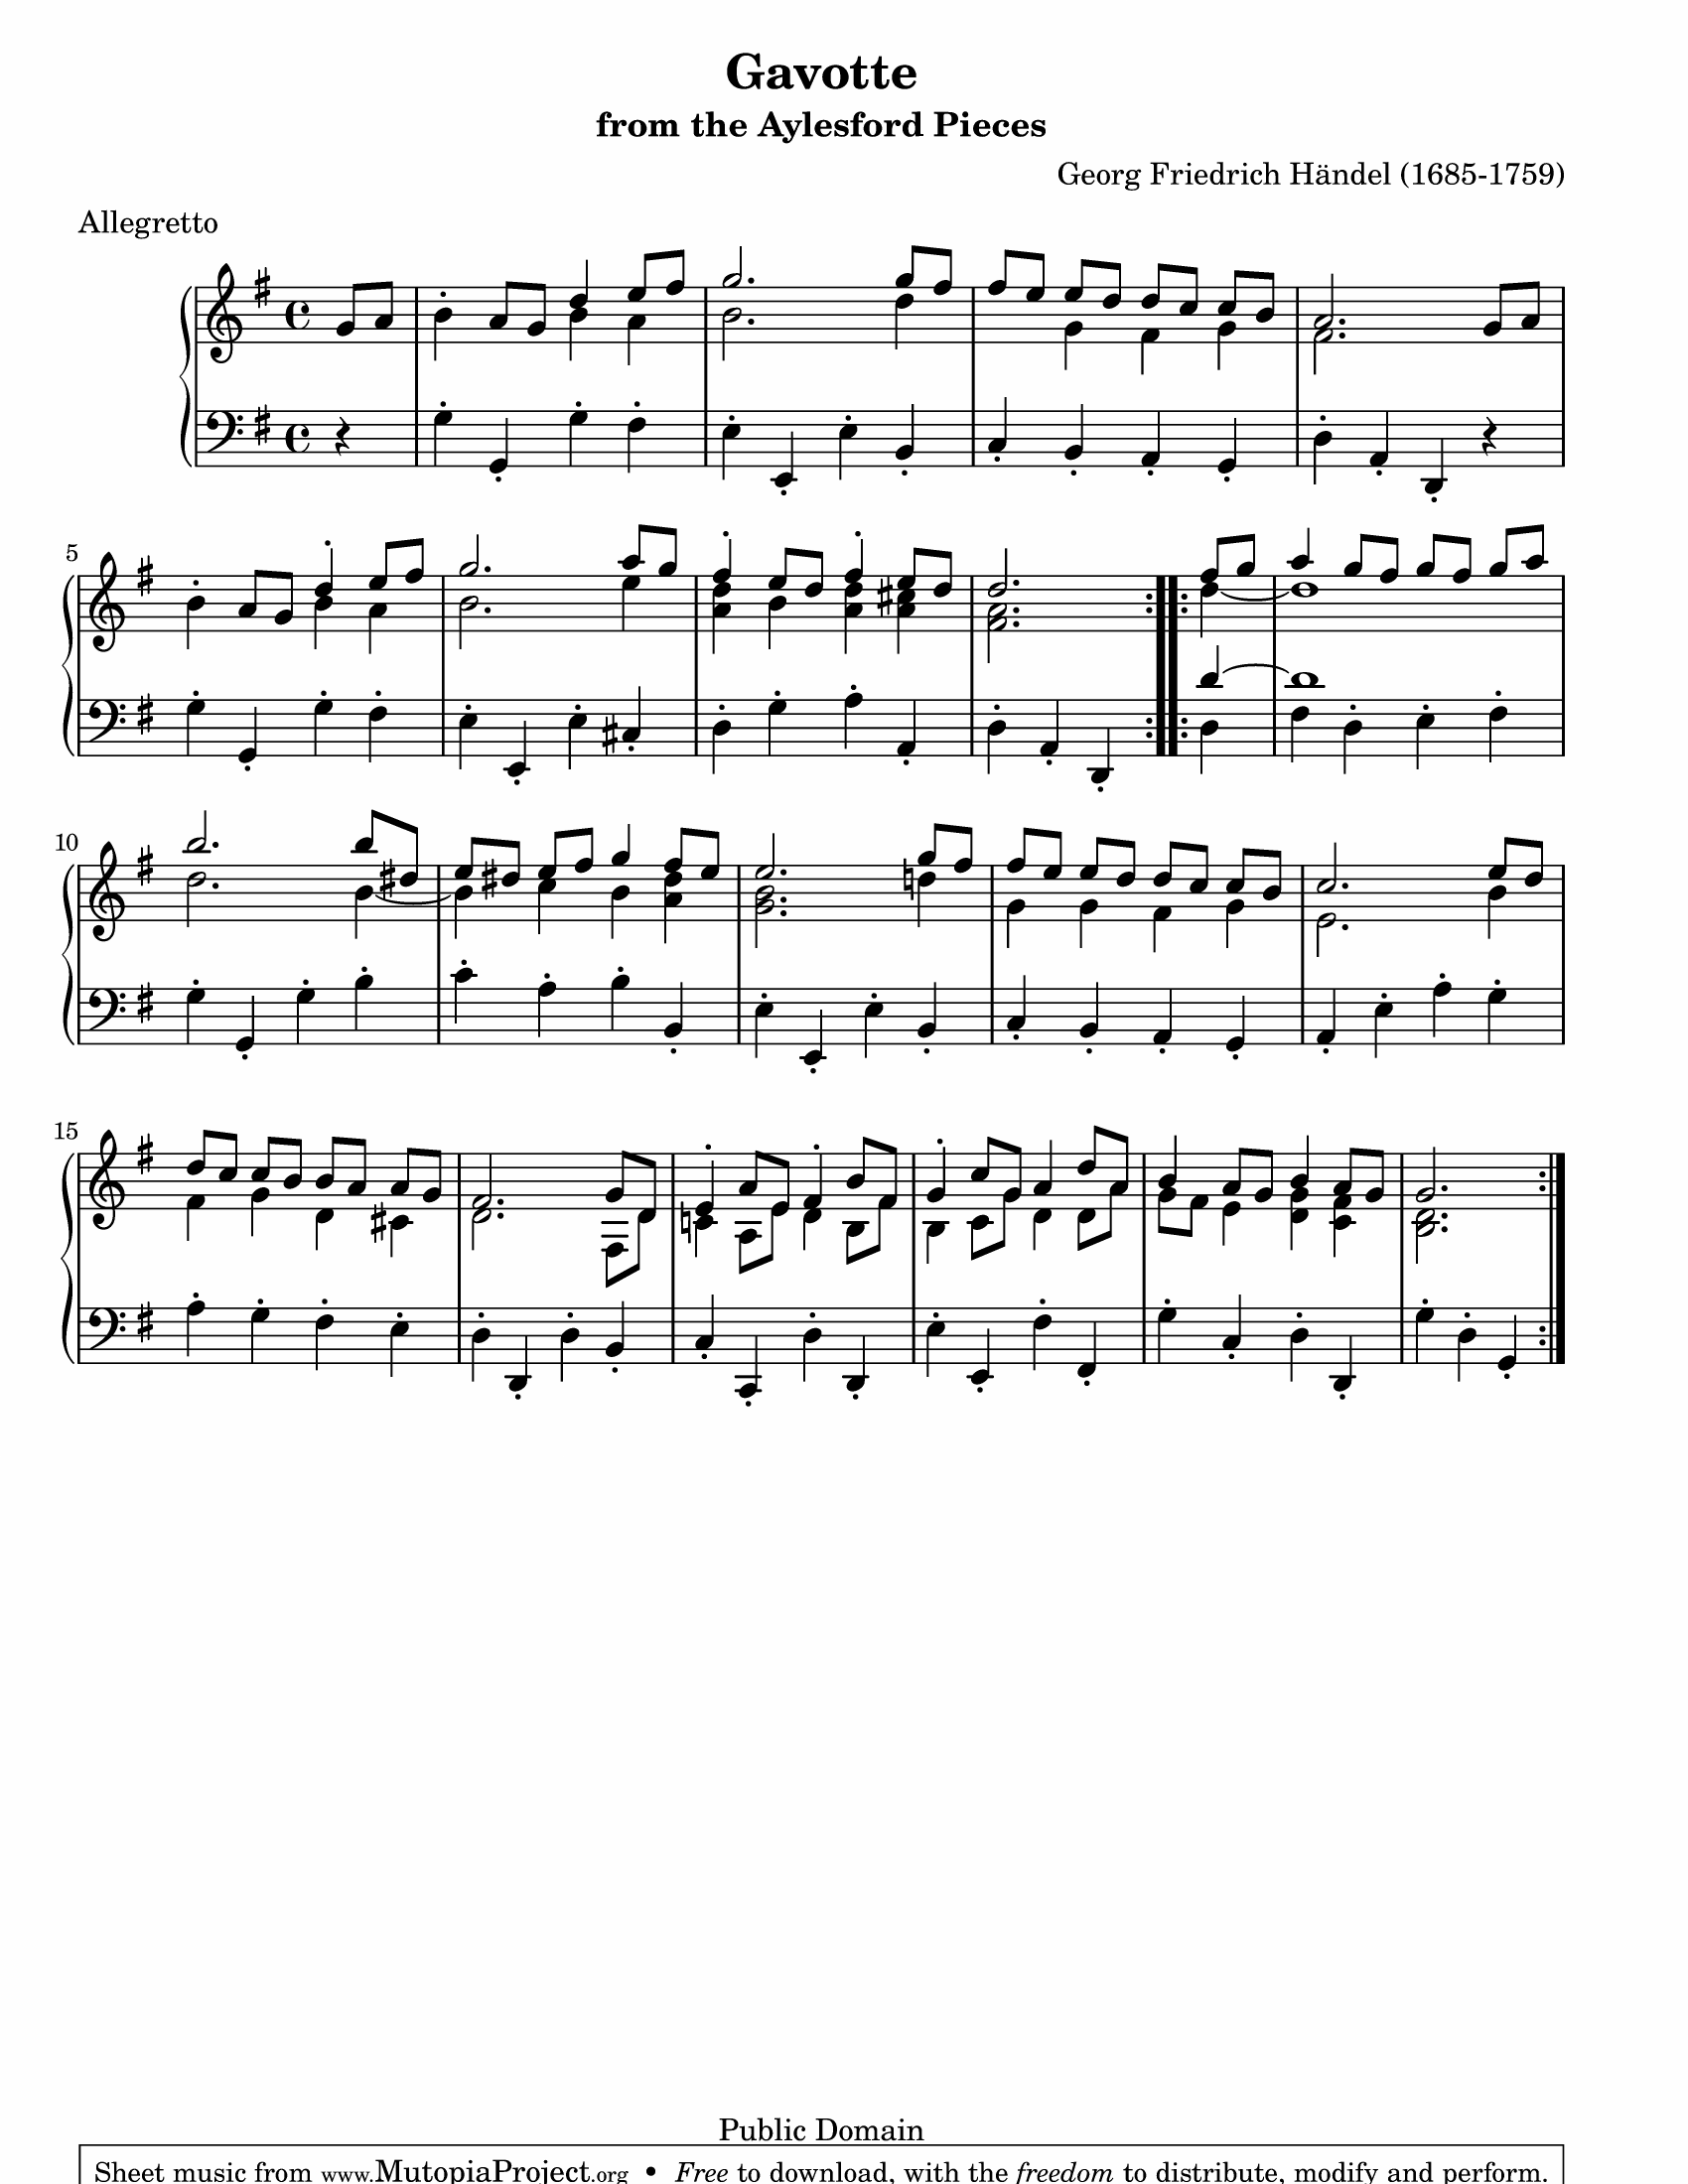 Gavotte
from the Aylesford Pieces
Georg Friedrich Händel (1685-1759)
Allegretto
5
10
15
Public Domain
Sheet music from www.MutopiaProject.org • Free to download, with the freedom to distribute, modify and perform.